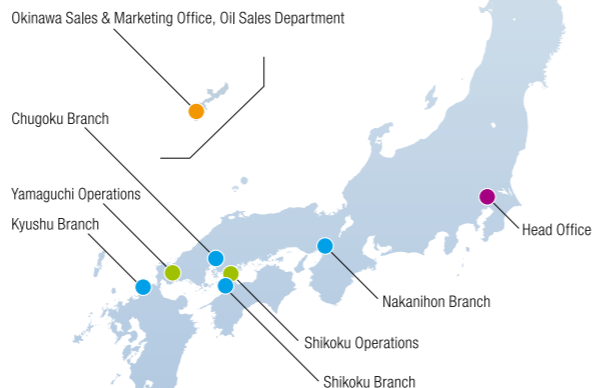 Okinawa Sales & Marketing Office, Oil Sales Department
Chugoku Branch
Yamaguchi Operations
Kyushu Branch
Head Office
Nakanihon Branch
Shikoku Operations
Shikoku Branch